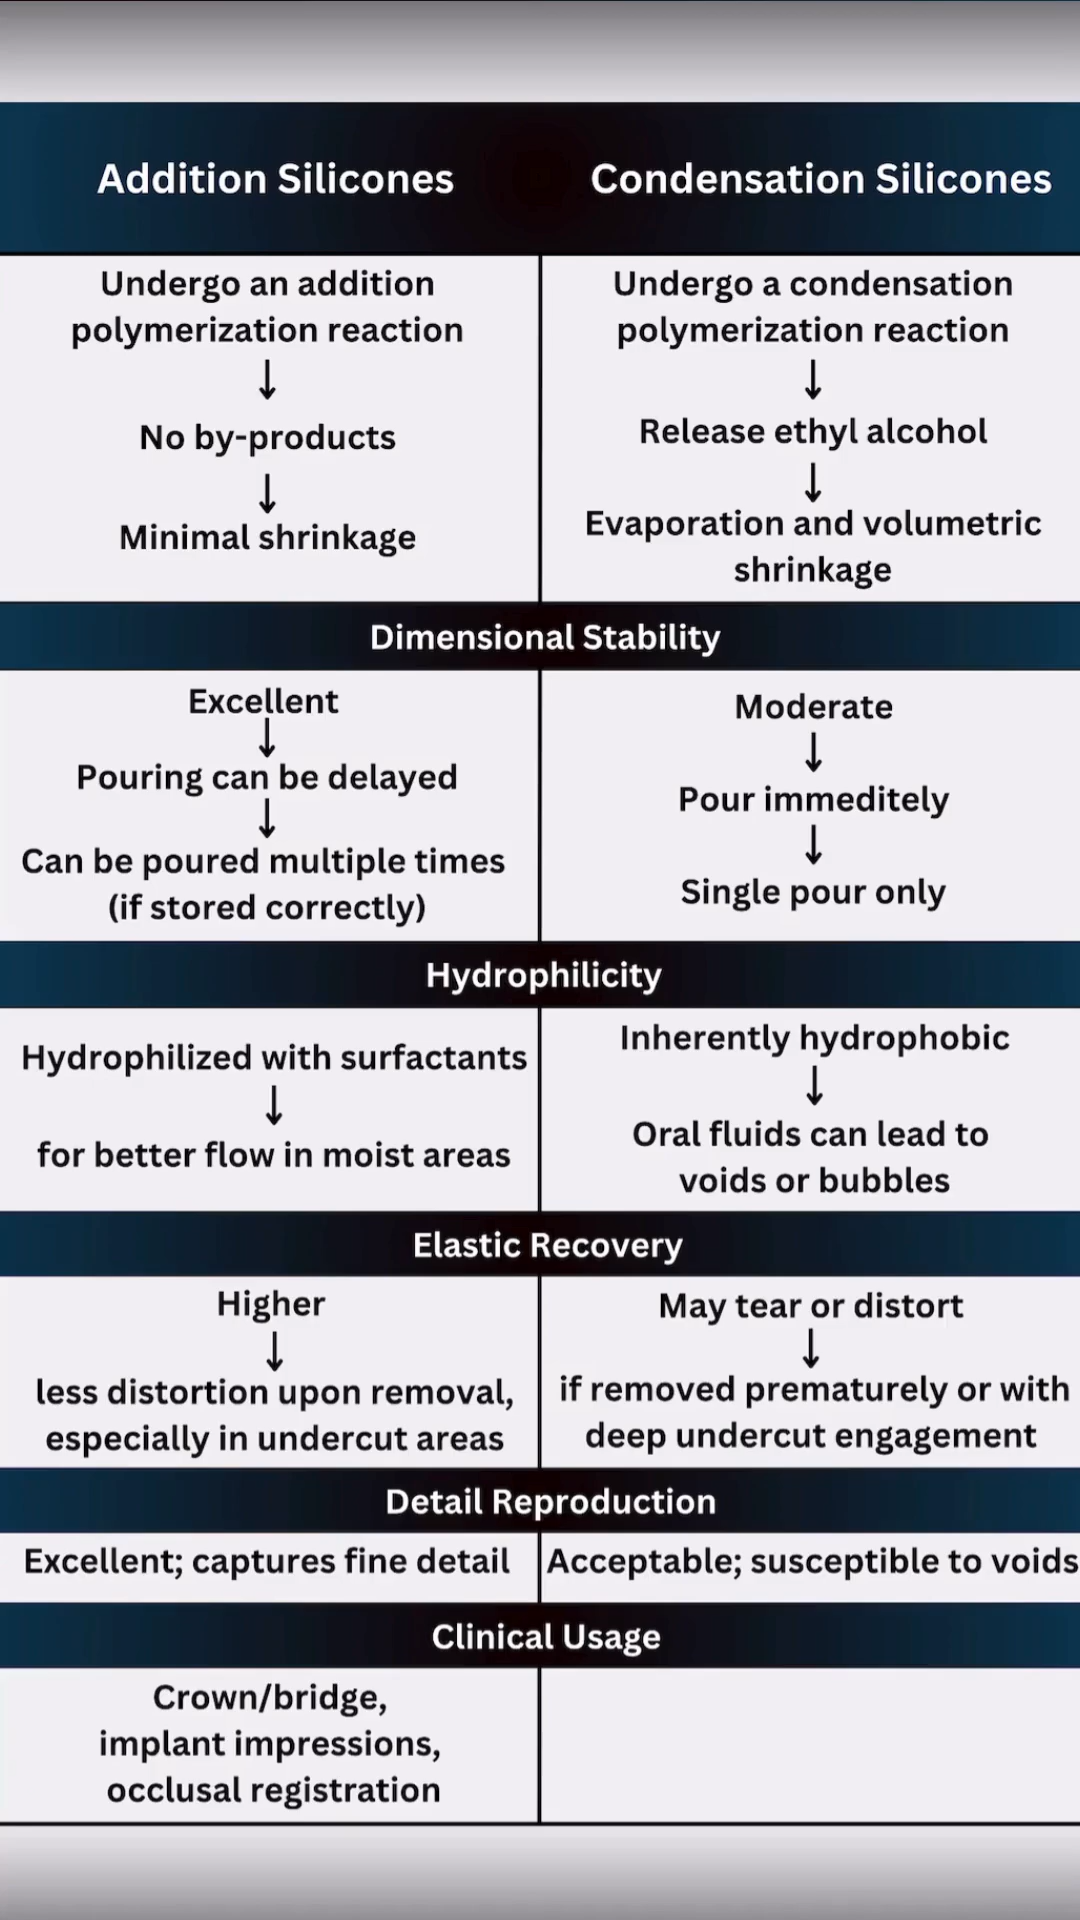 Addition Silicones
Condensation Silicones
Undergo an addition
polymerization reaction
↓
No by-products
↓
Minimal shrinkage
Undergo a condensation
polymerization reaction
↓
Release ethyl alcohol
↓
Evaporation and volumetric
shrinkage
Dimensional Stability
Excellent
↓
Pouring can be delayed
↓
Can be poured multiple times
(if stored correctly)
Moderate
↓
Pour immeditely
↓
Single pour only
Hydrophilicity
Hydrophilized with surfactants
↓
for better flow in moist areas
Inherently hydrophobic
↓
Oral fluids can lead to
voids or bubbles
Elastic Recovery
Higher
↓
less distortion upon removal,
especially in undercut areas
May tear or distort
↓
if removed prematurely or with
deep undercut engagement
Detail Reproduction
Excellent; captures fine detail
Acceptable; susceptible to voids
Clinical Usage
Crown/bridge,
implant impressions,
occlusal registration